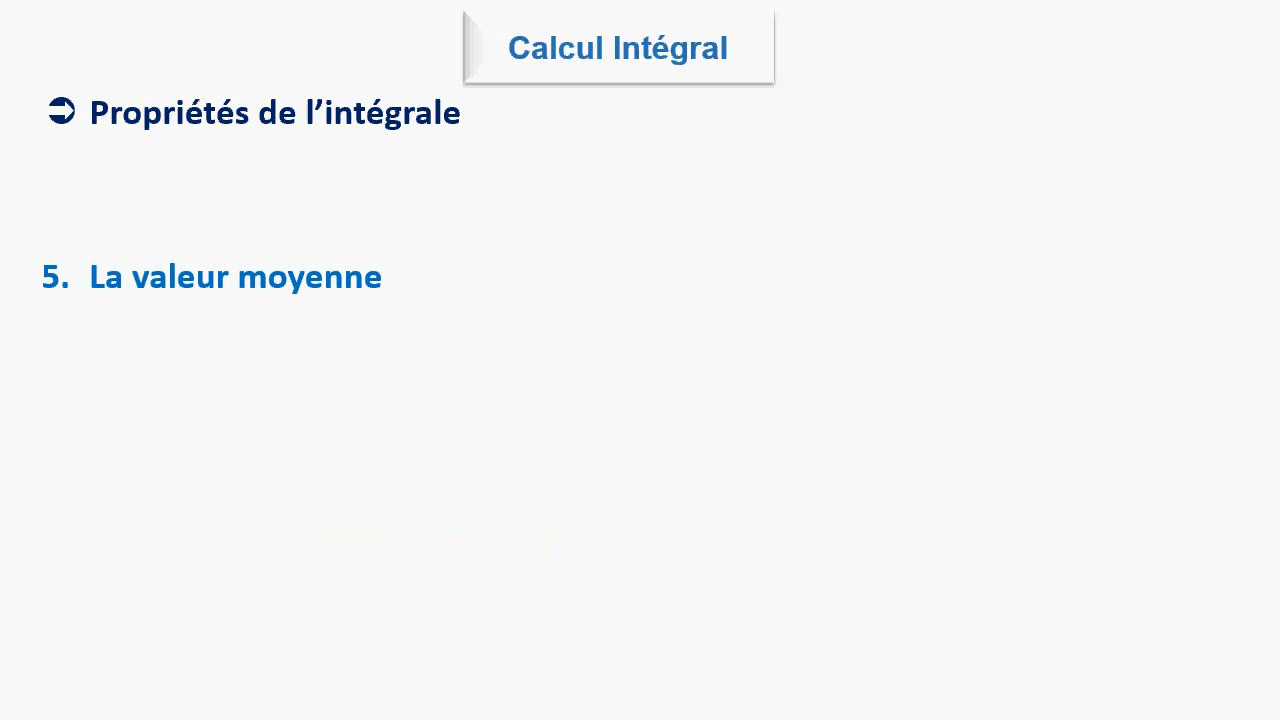 Calcul Intégral
➲ Propriétés de l’intégrale
5. La valeur moyenne